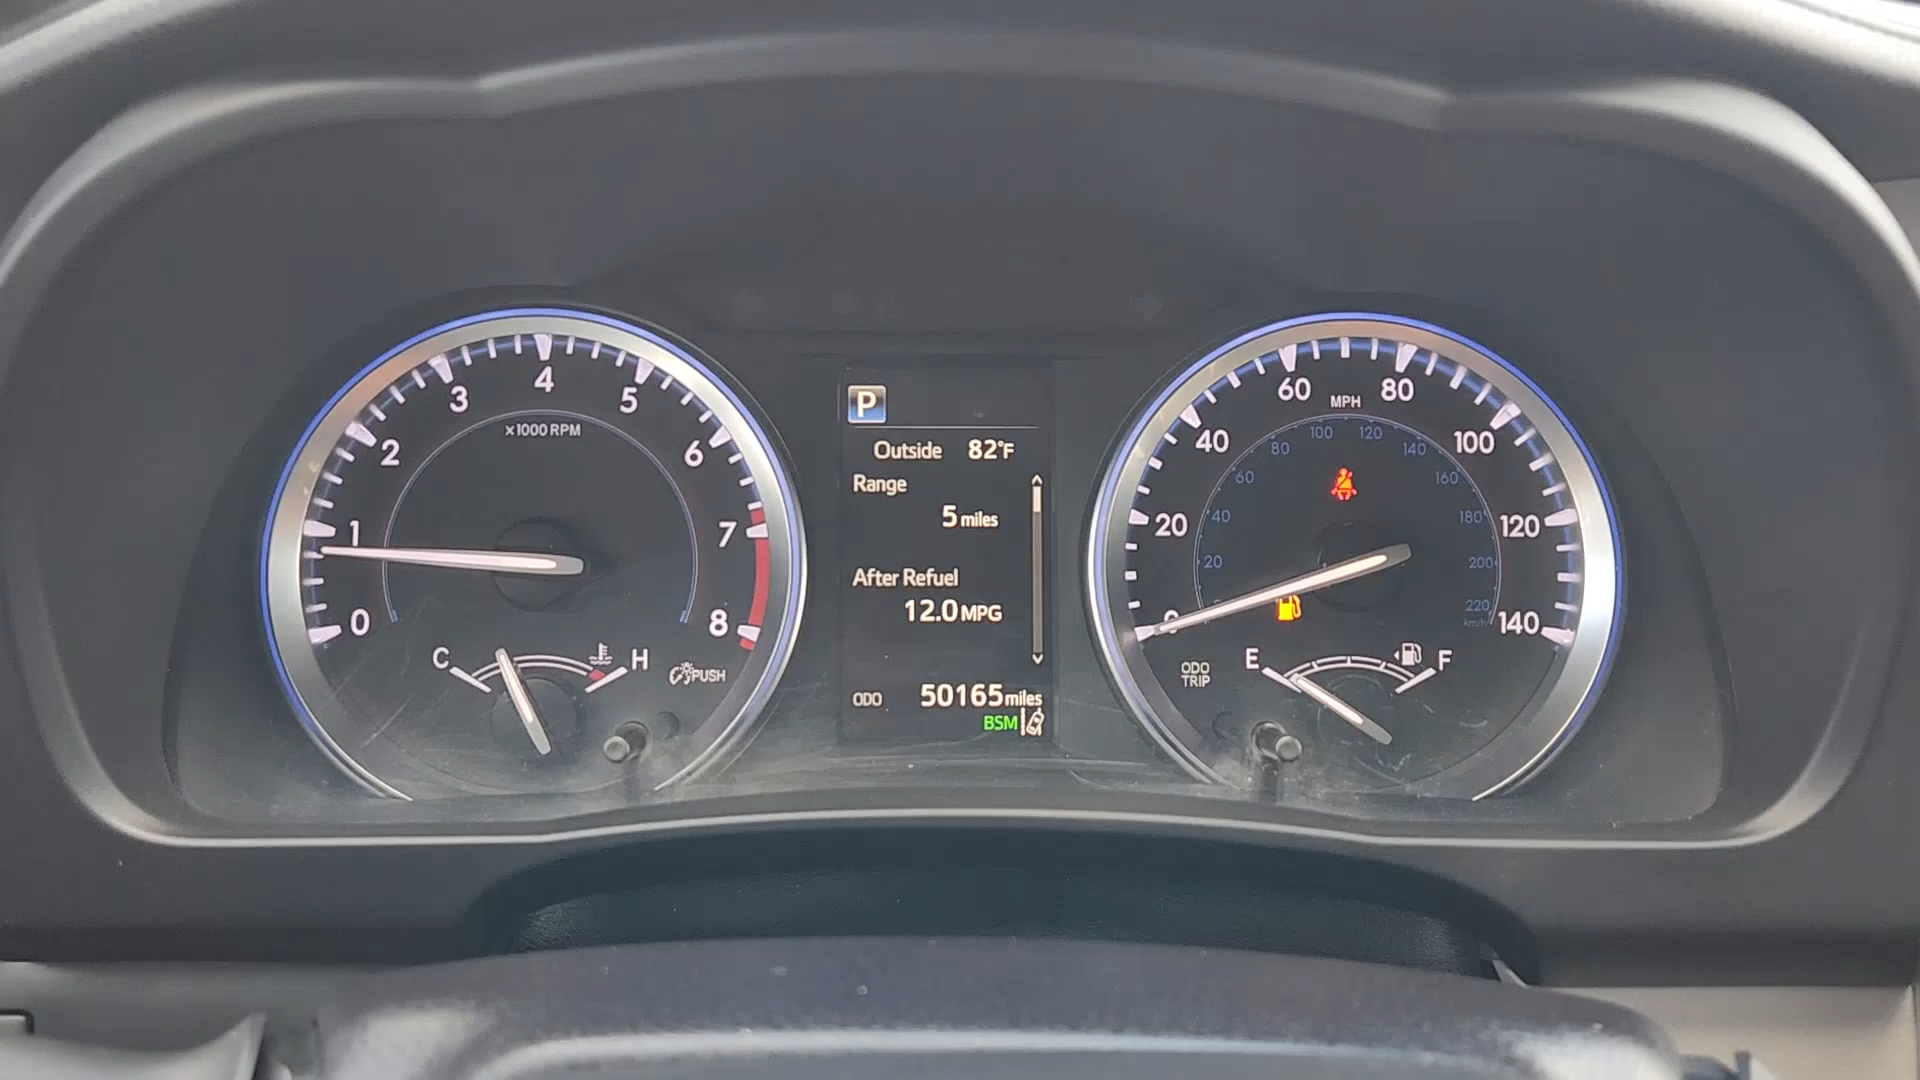 0
1
2
3
4
5
6
7
8
×1000 RPM
C
H
PUSH
P
Outside 82°F
Range
5 miles
After Refuel
12.0 MPG
ODO 50165 miles
BSM
0
20
40
60
80
100
120
140
MPH
20
40
60
80
100
120
140
160
180
200
220
km/h
ODO
TRIP
E
F